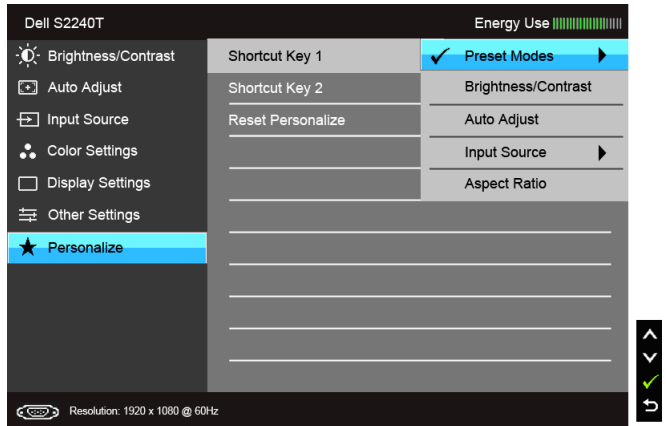 Dell S2240T
Energy Use
Brightness/Contrast
Auto Adjust
Input Source
Color Settings
Display Settings
Other Settings
Personalize
Shortcut Key 1
Shortcut Key 2
Reset Personalize
Preset Modes
Brightness/Contrast
Auto Adjust
Input Source
Aspect Ratio
Resolution: 1920 x 1080 @ 60Hz